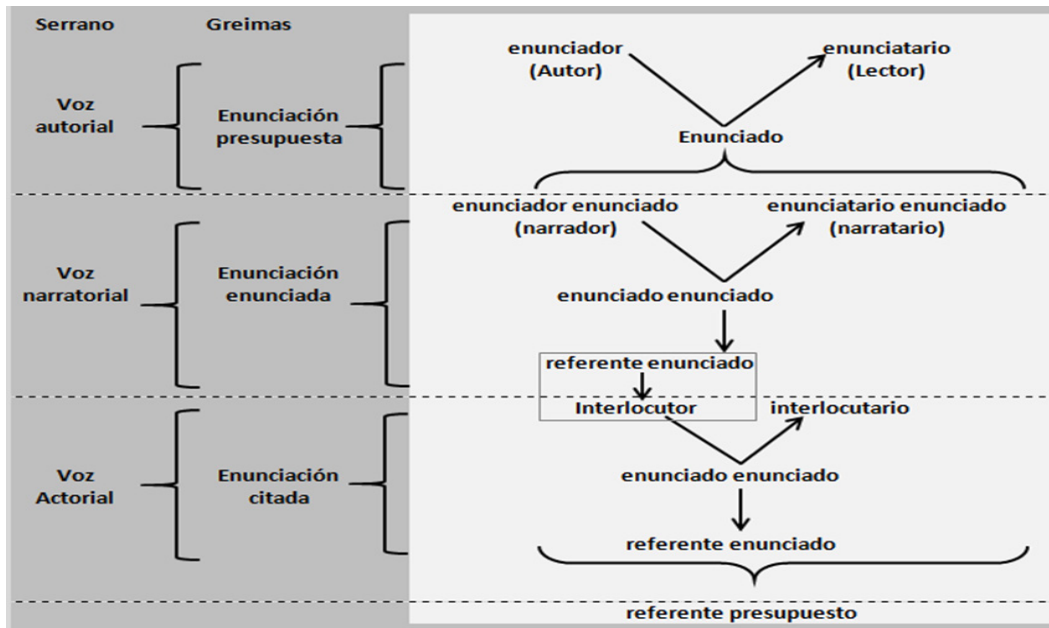 Serrano Greimas
enunciador enunciatario
(Autor) (Lector)
Voz
autorial
Enunciación
presupuesta
Enunciado
enunciador enunciado enunciatario enunciado
(narrador) (narratario)
Voz
narratorial
Enunciación
enunciada
enunciado enunciado
referente enunciado
Interlocutor interlocutario
Voz
Actorial
Enunciación
citada
enunciado enunciado
referente enunciado
referente presupuesto